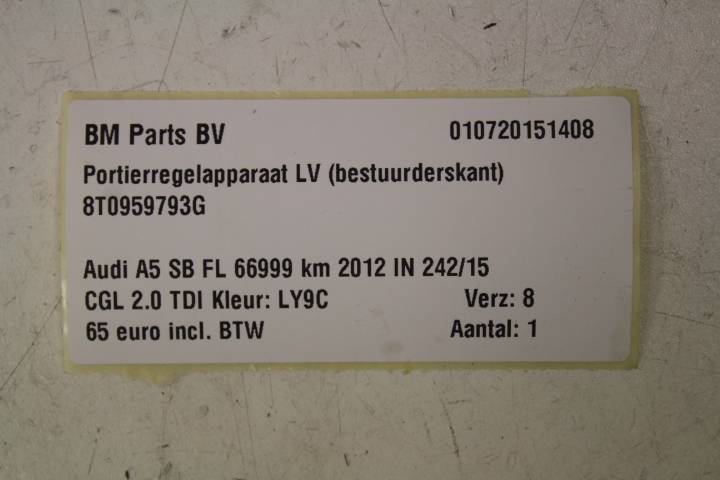 BM Parts BV 010720151408
Portierregelapparaat LV (bestuurderskant)
8T0959793G
Audi A5 SB FL 66999 km 2012 IN 242/15
CGL 2.0 TDI Kleur: LY9C Verz: 8
65 euro incl. BTW Aantal: 1